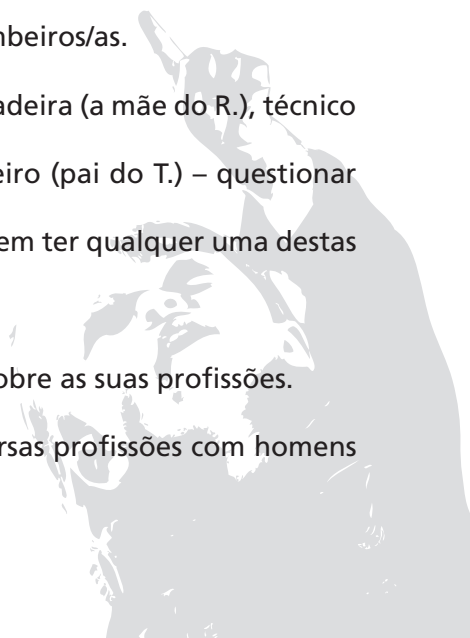 beiros/as.
adeira (a mãe do R.), técnico
eiro (pai do T.) – questionar
em ter qualquer uma destas
obre as suas profissões.
rsas profissões com homens